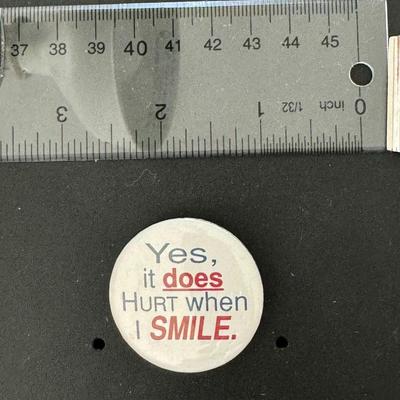 37 38 39 40 41 42 43 44 45
3 2 1 1/32 inch 0
Yes,
it does
HURT when
I SMILE.